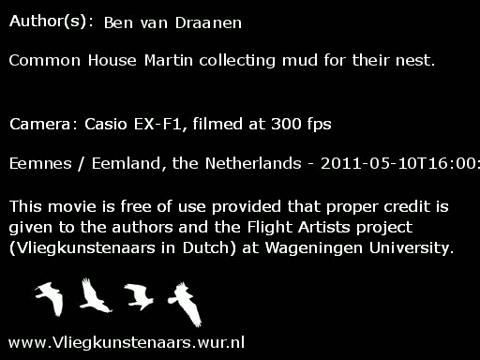 Author(s): Ben van Draanen
Common House Martin collecting mud for their nest.
Camera: Casio EX-F1, filmed at 300 fps
Eemnes / Eemland, the Netherlands - 2011-05-10T16:00:
This movie is free of use provided that proper credit is
given to the authors and the Flight Artists project
(Vliegkunstenaars in Dutch) at Wageningen University.
www.Vliegkunstenaars.wur.nl